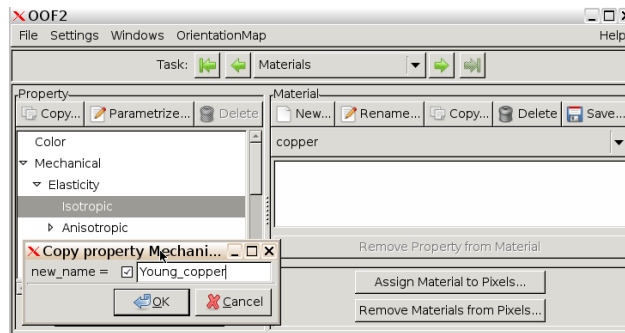 OOF2
File Settings Windows OrientationMap Help
Task: Materials
Property Material
Copy... Parametrize... Delete New... Rename... Copy... Delete Save...
Color copper
Mechanical
Elasticity
Isotropic
Anisotropic
Copy property Mechani...
Remove Property from Material
new_name = Young_copper
Assign Material to Pixels...
OK Cancel
Remove Materials from Pixels...